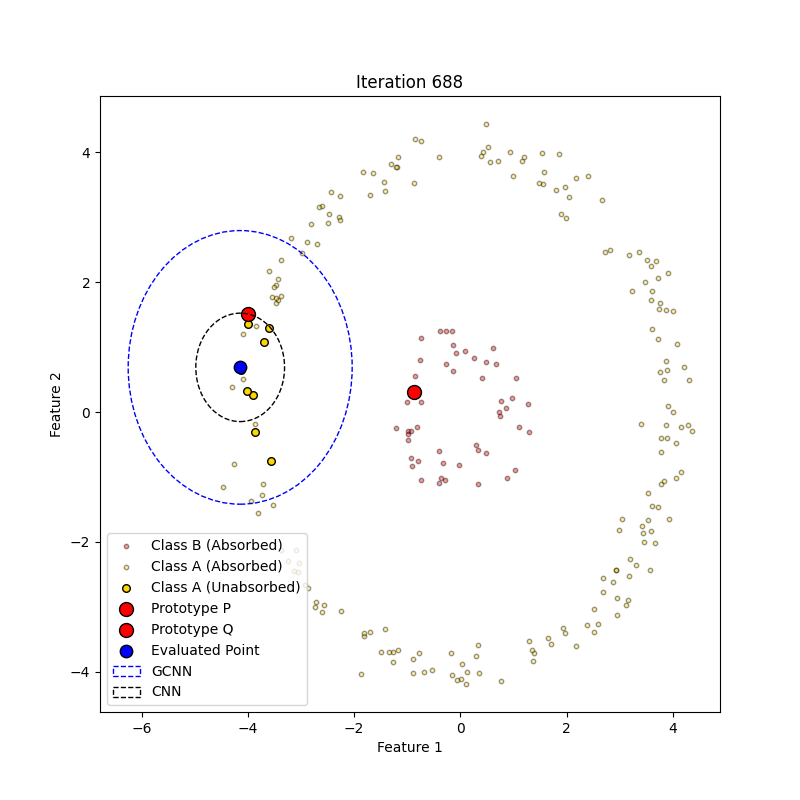 Iteration 688
4
2
0
−2
−4
Feature 2
Class B (Absorbed)
Class A (Absorbed)
Class A (Unabsorbed)
Prototype P
Prototype Q
Evaluated Point
GCNN
CNN
−6
−4
−2
0
2
4
Feature 1